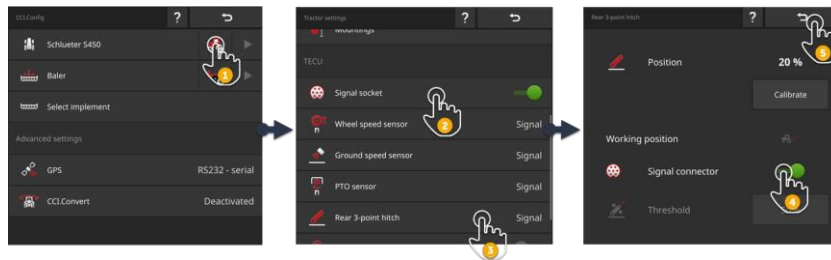 CCI.Config
?
Schlueter 5450
1
Baler
Select implement
Advanced settings
GPS
RS232 - serial
CCI.Convert
Deactivated
Tractor settings
?
Mountings
TECU
Signal socket
2
n
Wheel speed sensor
Signal
Ground speed sensor
Signal
n
PTO sensor
Signal
Rear 3-point hitch
Signal
3
Rear 3-point hitch
?
5
Position
20 %
Calibrate
Working position
Signal connector
4
Threshold